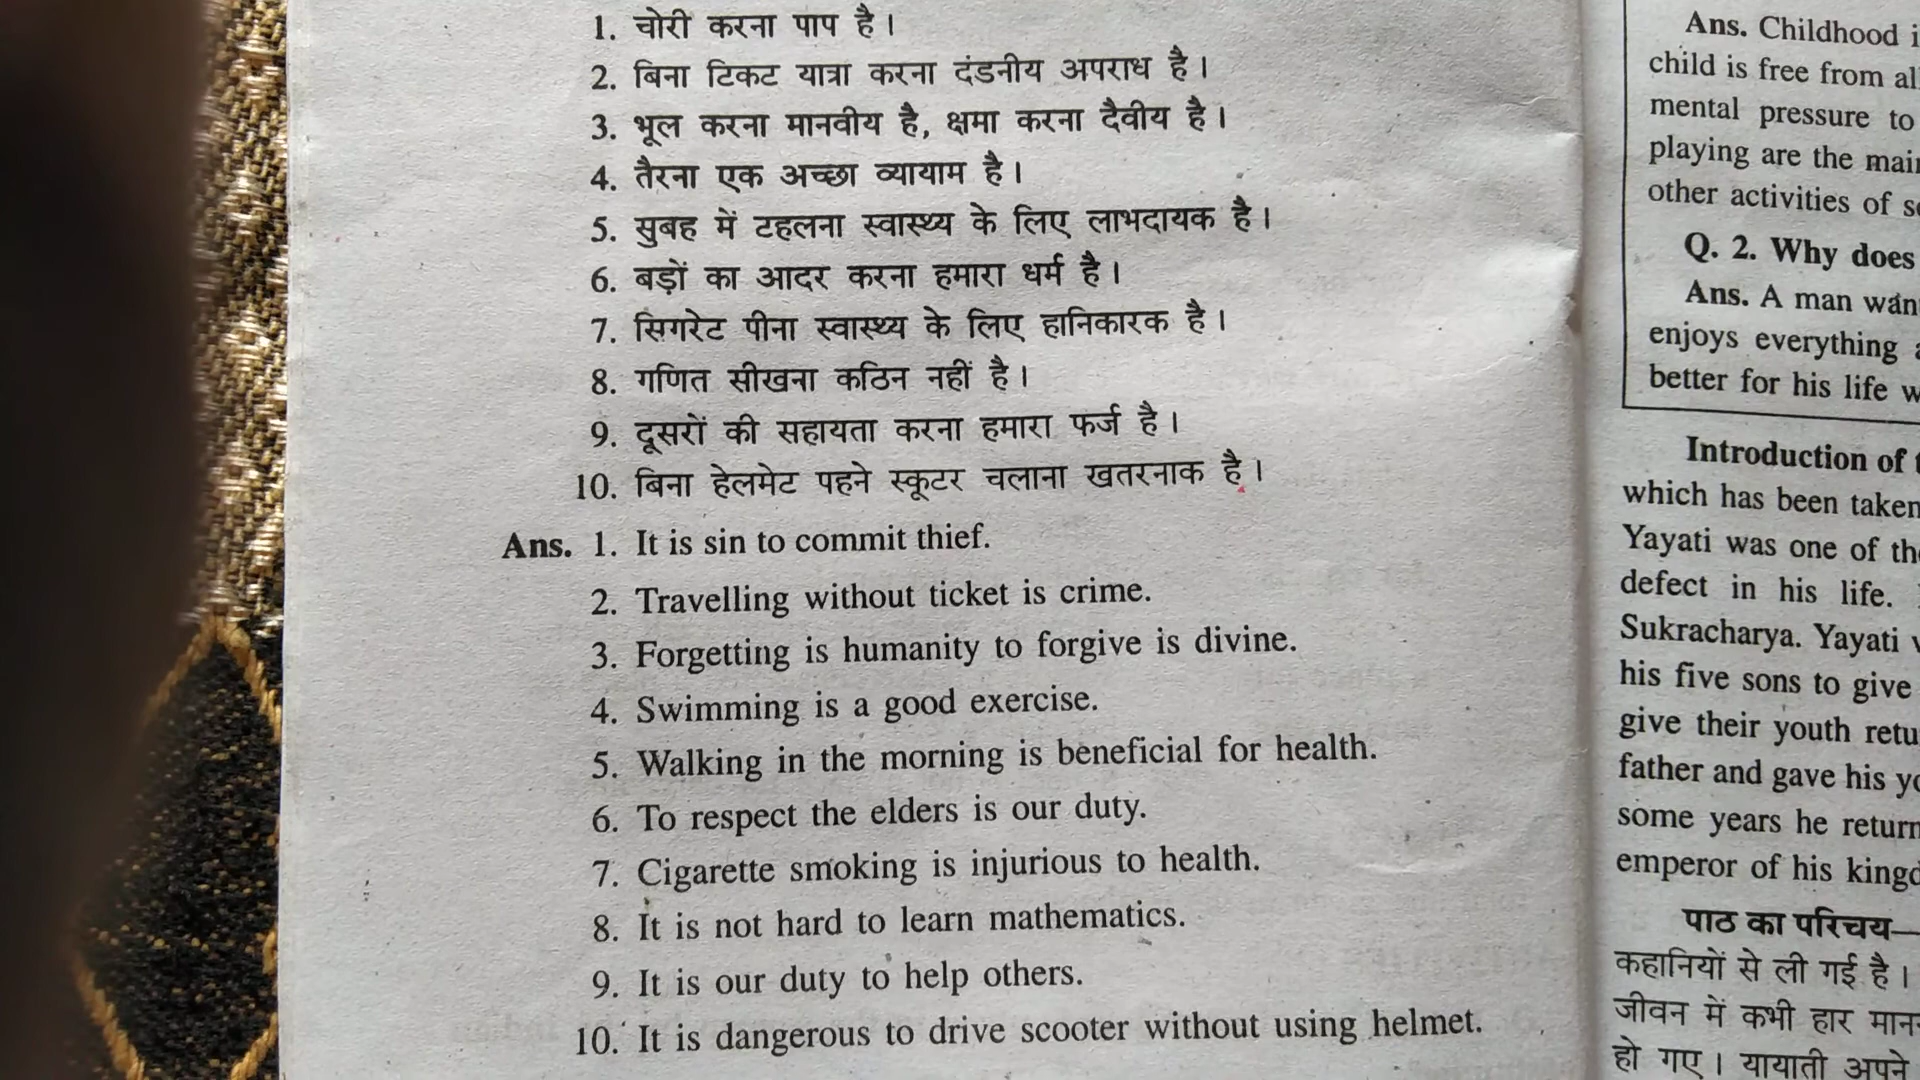 1. चोरी करना पाप है।
2. बिना टिकट यात्रा करना दंडनीय अपराध है।
3. भूल करना मानवीय है, क्षमा करना दैवीय है।
4. तैरना एक अच्छा व्यायाम है।
5. सुबह में टहलना स्वास्थ्य के लिए लाभदायक है।
6. बड़ों का आदर करना हमारा धर्म है।
7. सिगरेट पीना स्वास्थ्य के लिए हानिकारक है।
8. गणित सीखना कठिन नहीं है।
9. दूसरों की सहायता करना हमारा फर्ज है।
10. बिना हेलमेट पहने स्कूटर चलाना खतरनाक है।
Ans. 1. It is sin to commit thief.
2. Travelling without ticket is crime.
3. Forgetting is humanity to forgive is divine.
4. Swimming is a good exercise.
5. Walking in the morning is beneficial for health.
6. To respect the elders is our duty.
7. Cigarette smoking is injurious to health.
8. It is not hard to learn mathematics.
9. It is our duty to help others.
10. It is dangerous to drive scooter without using helmet.
Ans. Childhood
child is free from
mental pressure to
playing are the
other activities of
Q. 2. Why does
Ans. A man
enjoys everything
better for his life
Introduction of
which has been taken
Yayati was one of
defect in his life.
Sukracharya. Yayati
his five sons to give
give their youth
father and gave his
some years he
emperor of his
पाठ का परिचय—
कहानियों से ली गई है।
जीवन में कभी हार
हो गए। यायाती अपने